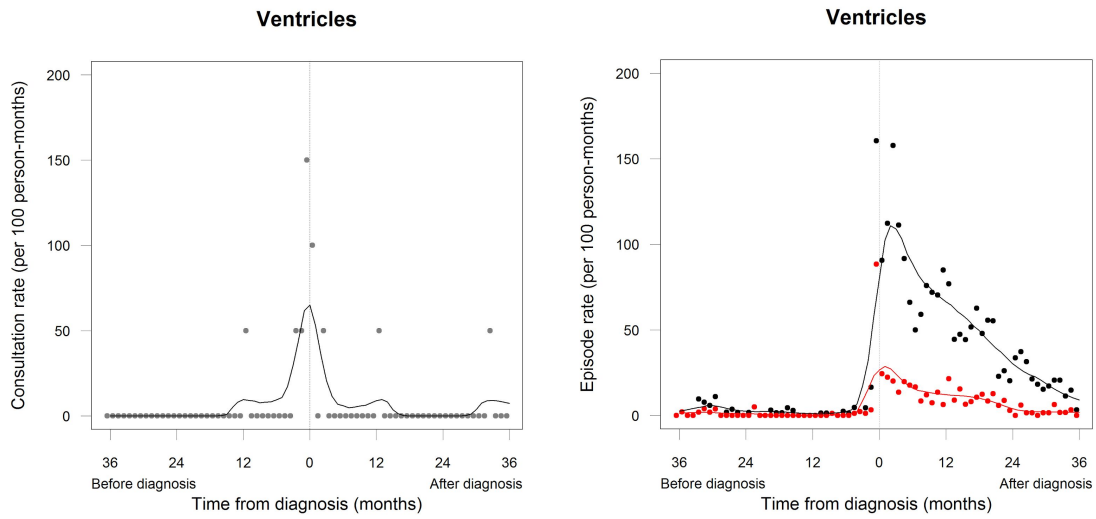 Ventricles
Consultation rate (per 100 person-months)
200
150
100
50
0
36 24 12 0 12 24 36
Before diagnosis After diagnosis
Time from diagnosis (months)
Ventricles
Episode rate (per 100 person-months)
200
150
100
50
0
36 24 12 0 12 24 36
Before diagnosis After diagnosis
Time from diagnosis (months)